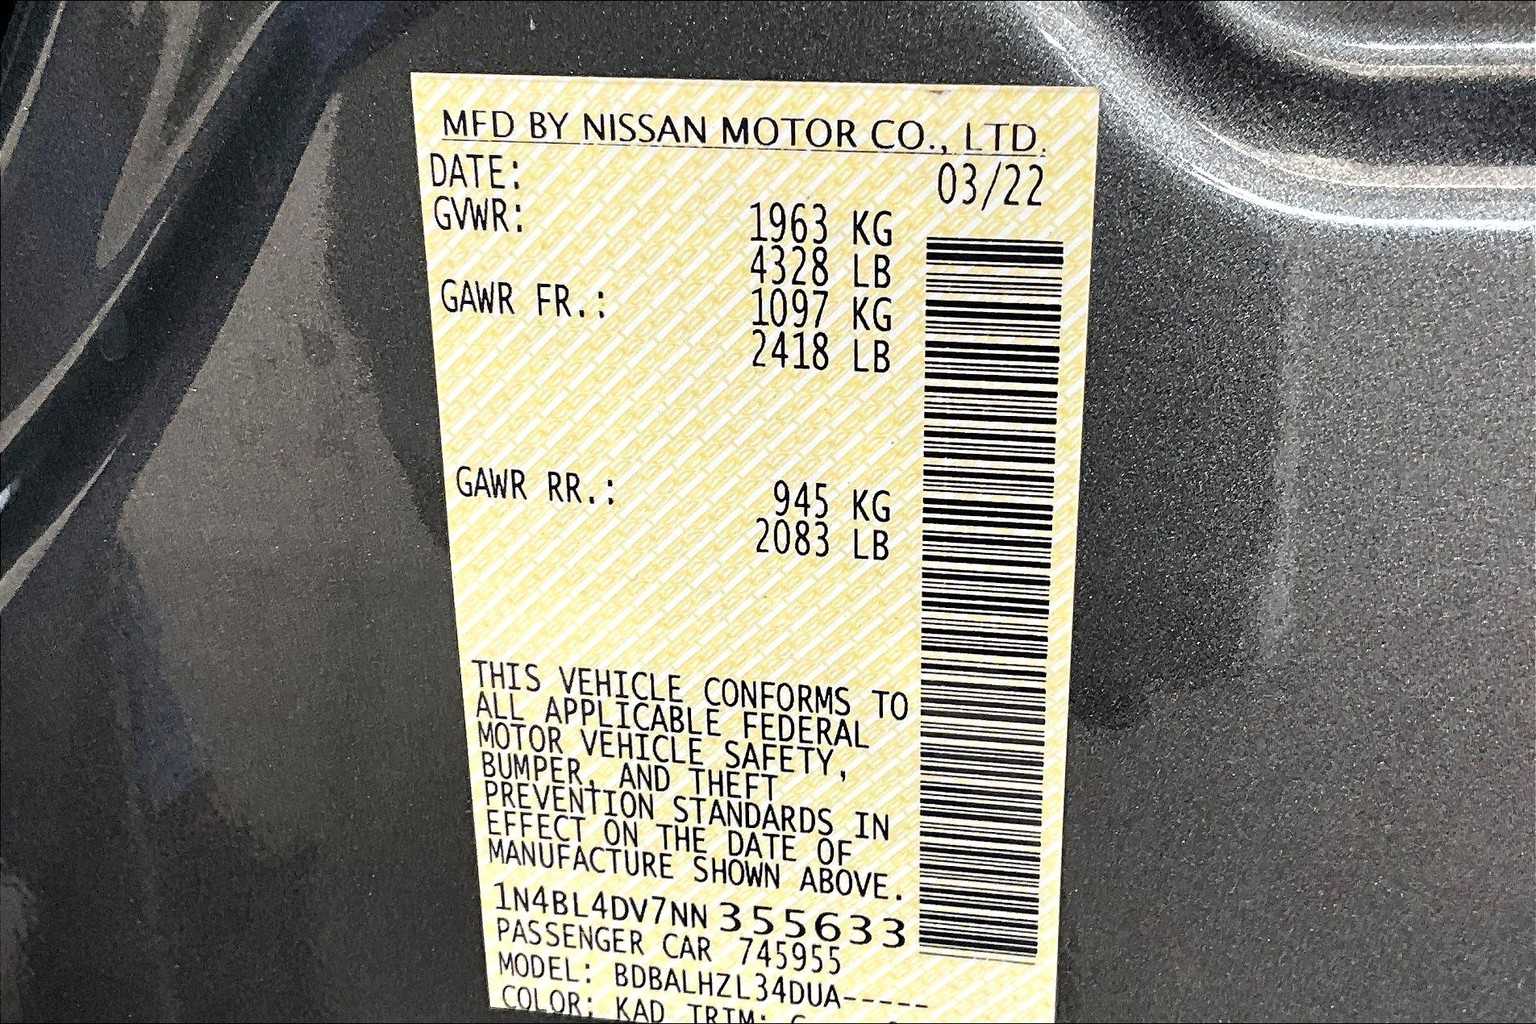 MFD BY NISSAN MOTOR CO., LTD.
DATE: 03/22
GVWR: 1963 KG
4328 LB
GAWR FR.: 1097 KG
2418 LB
GAWR RR.: 945 KG
2083 LB
THIS VEHICLE CONFORMS TO
ALL APPLICABLE FEDERAL
MOTOR VEHICLE SAFETY,
BUMPER, AND THEFT
PREVENTION STANDARDS IN
EFFECT ON THE DATE OF
MANUFACTURE SHOWN ABOVE.
1N4BL4DV7NN355633
PASSENGER CAR 745955
MODEL: BDBALHZL34DUA-----
COLOR: KAD TRIM: